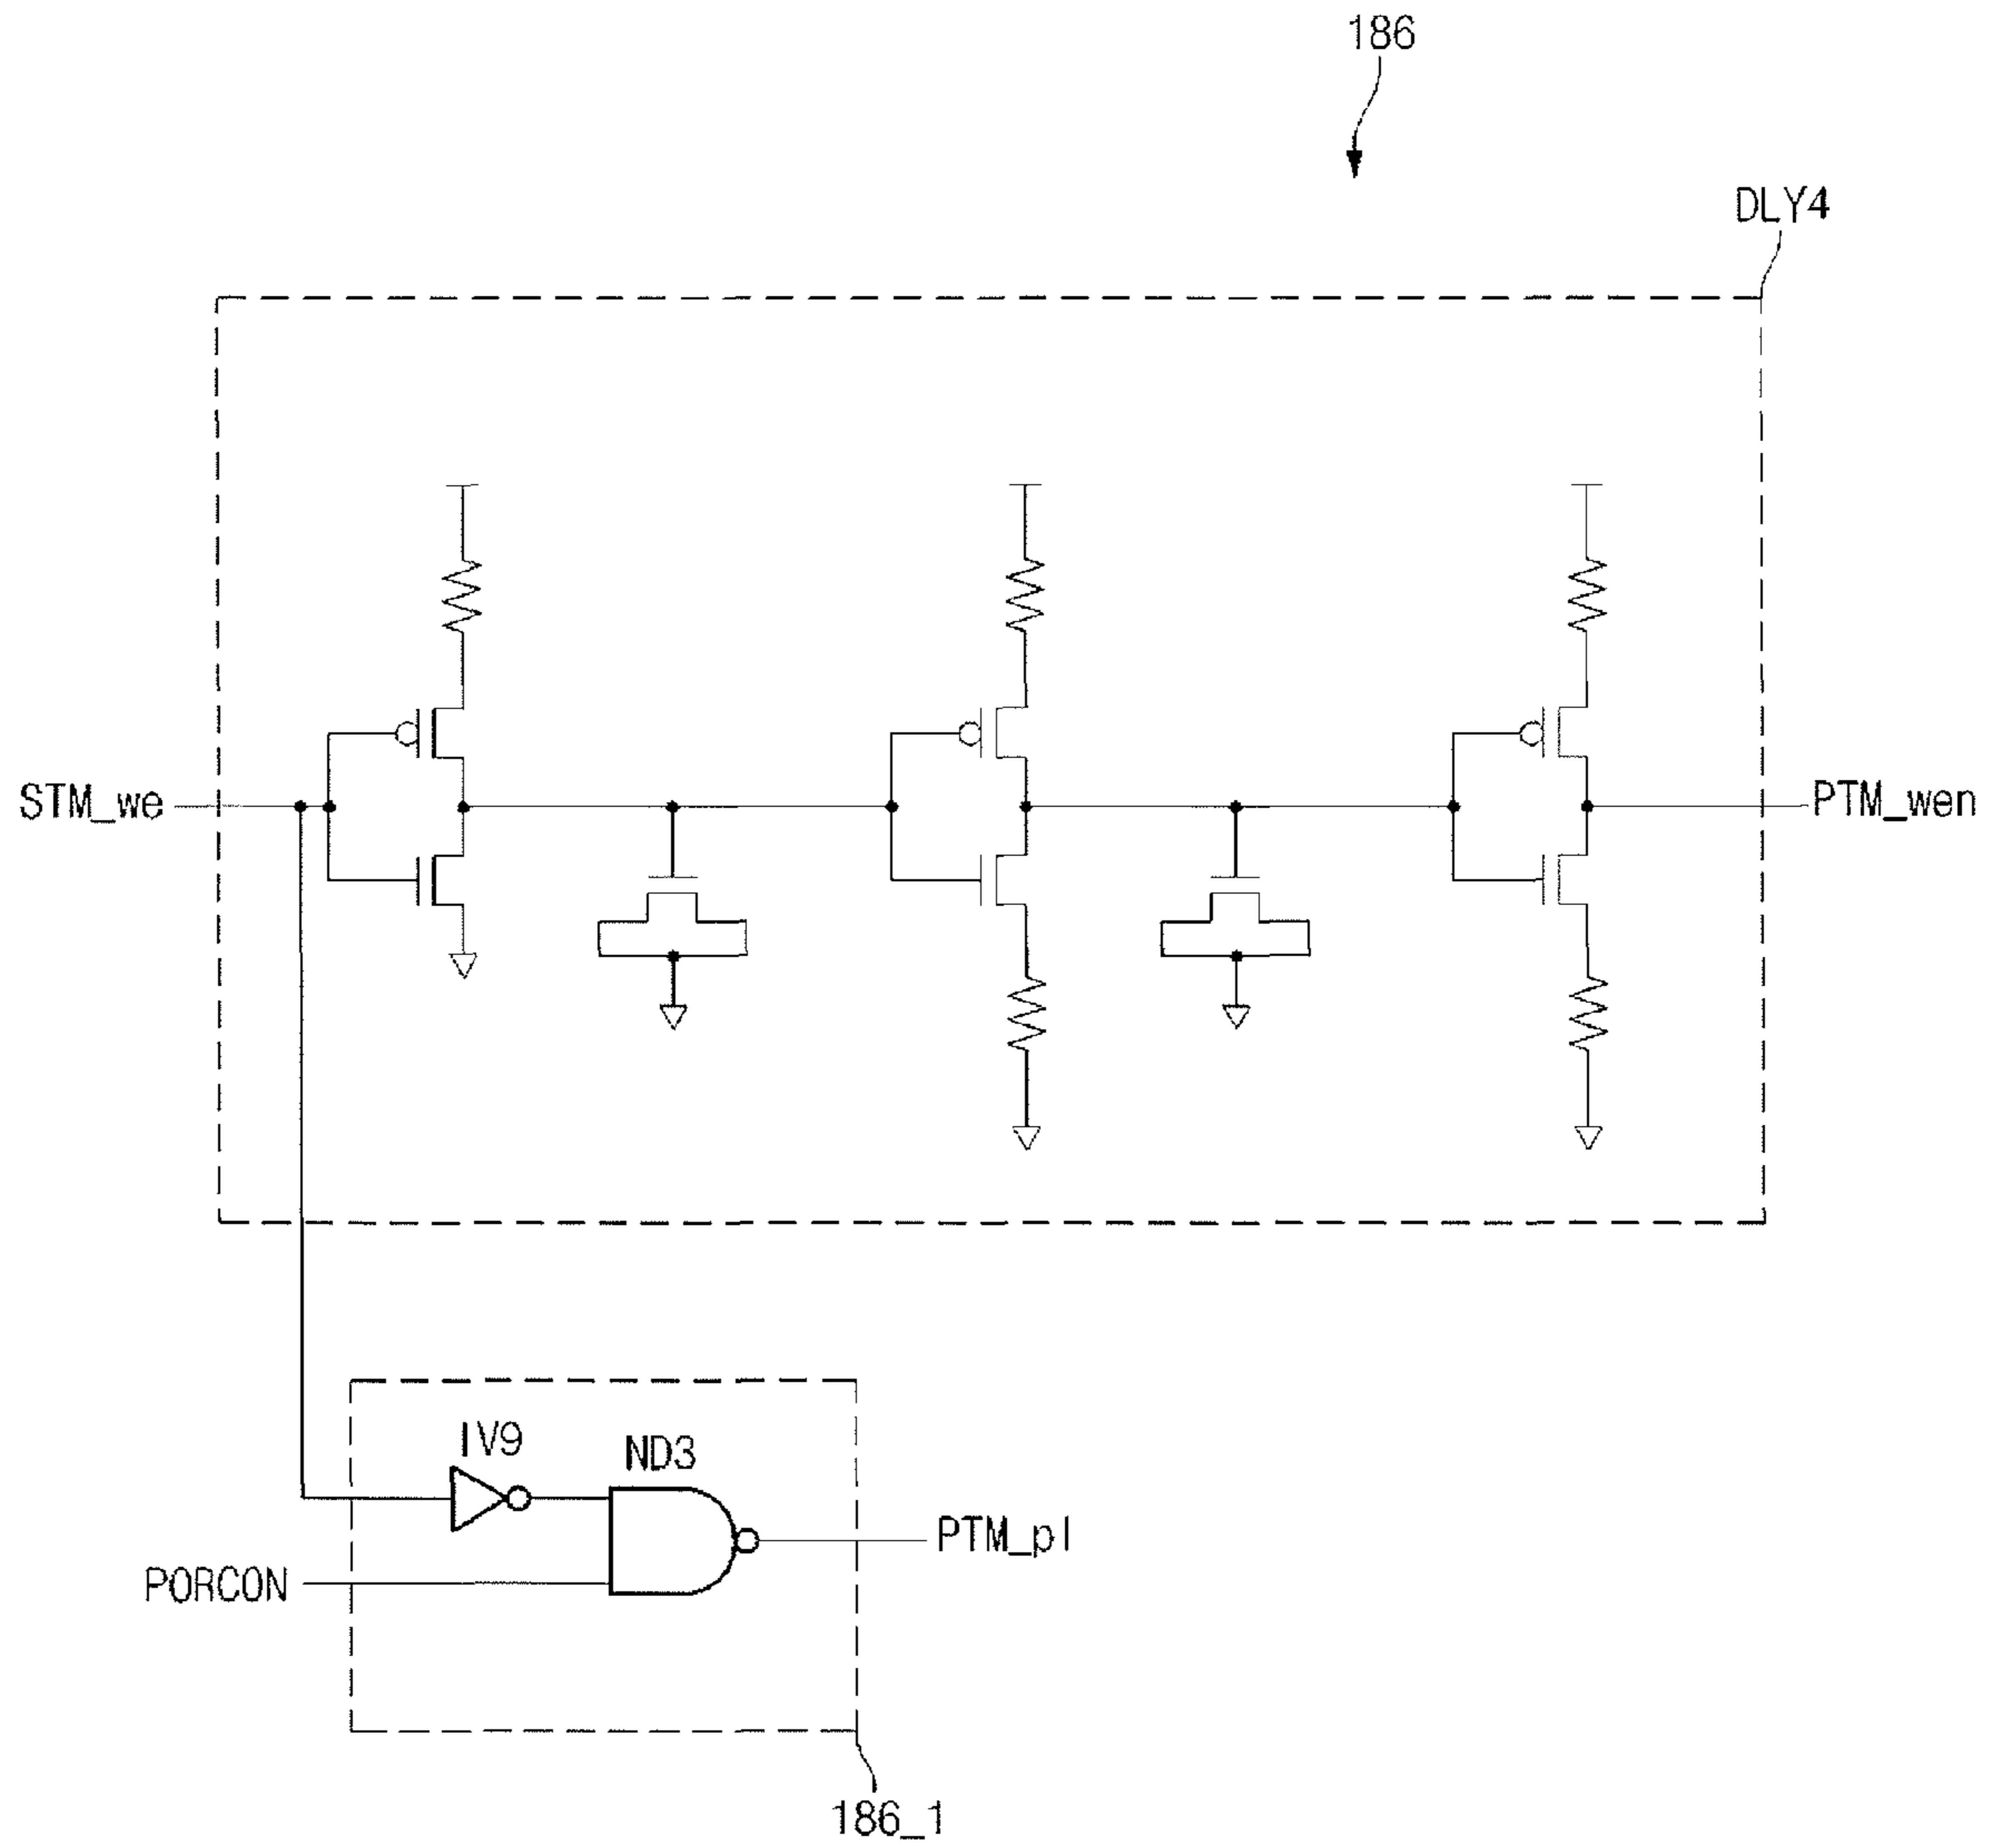 186
DLY4
STM_we
PTM_wen
IV9
ND3
PTM_pl
PORCON
186_1